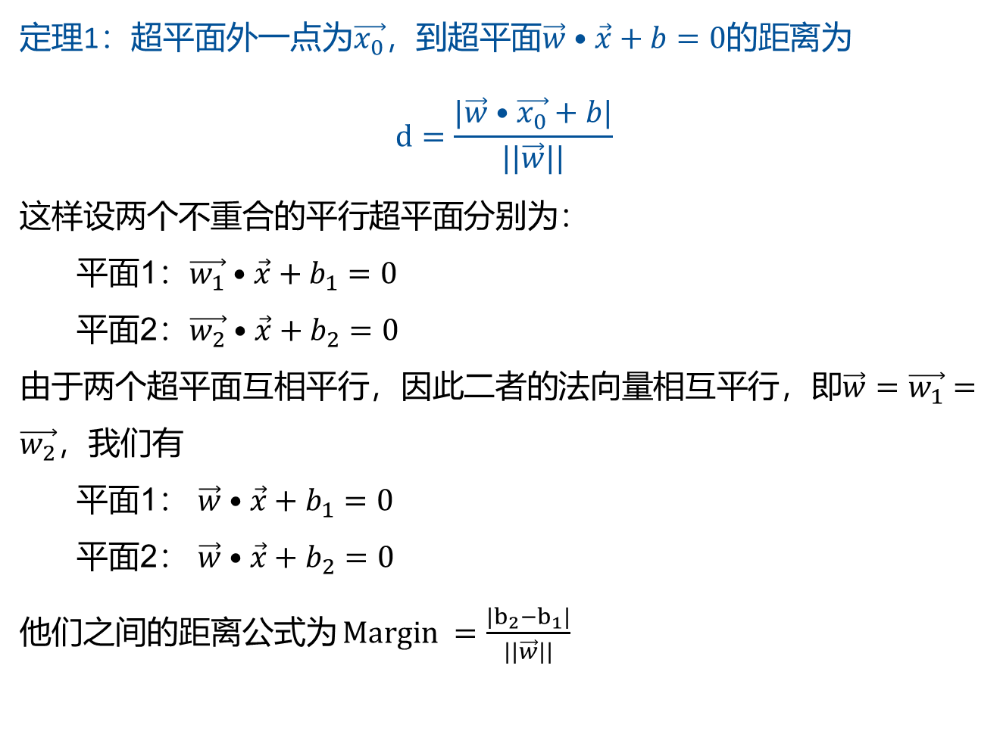 定理1：超平面外一点为$\overrightarrow{x_0}$，到超平面$\vec{w} \bullet \vec{x} + b = 0$的距离为
$d = \frac{|\vec{w} \bullet \overrightarrow{x_0} + b|}{||\vec{w}||}$
这样设两个不重合的平行超平面分别为：
平面1：$\overrightarrow{w_1} \bullet \vec{x} + b_1 = 0$
平面2：$\overrightarrow{w_2} \bullet \vec{x} + b_2 = 0$
由于两个超平面互相平行，因此二者的法向量相互平行，即$\vec{w} = \overrightarrow{w_1} =$
$\overrightarrow{w_2}$，我们有
平面1： $\vec{w} \bullet \vec{x} + b_1 = 0$
平面2： $\vec{w} \bullet \vec{x} + b_2 = 0$
他们之间的距离公式为 Margin $= \frac{|b_2 - b_1|}{||\vec{w}||}$